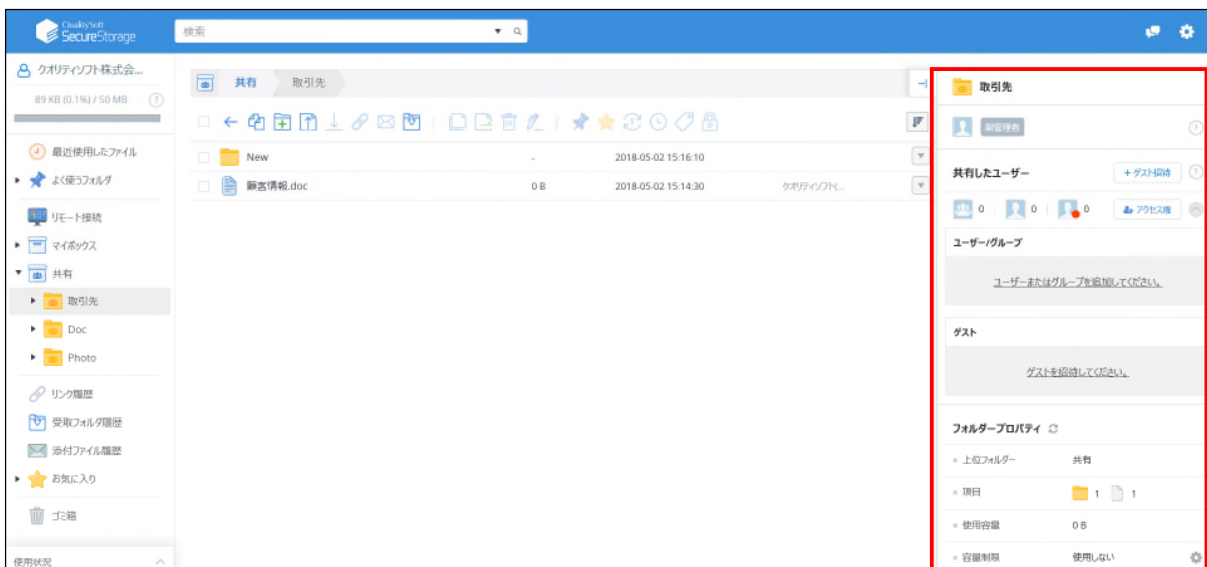 QualitySoft
SecureStorage
検索
クオリティソフト株式会...
89 KB (0.1%) / 50 MB
?
最近使用したファイル
よく使うフォルダ
リモート接続
マイボックス
共有
取引先
Doc
Photo
リンク履歴
受取フォルダ履歴
添付ファイル履歴
お気に入り
ゴミ箱
使用状況
共有 取引先
New - 2018-05-02 15:16:10
顧客情報.doc 0 B 2018-05-02 15:14:30 クオリティソフト(...
取引先
副管理者 ?
共有したユーザー + ゲスト招待 ?
0 0 0 アクセス権
ユーザー/グループ
ユーザーまたはグループを追加してください。
ゲスト
ゲストを招待してください。
フォルダープロパティ
上位フォルダー 共有
項目 1 1
使用容量 0 B
容量制限 使用しない